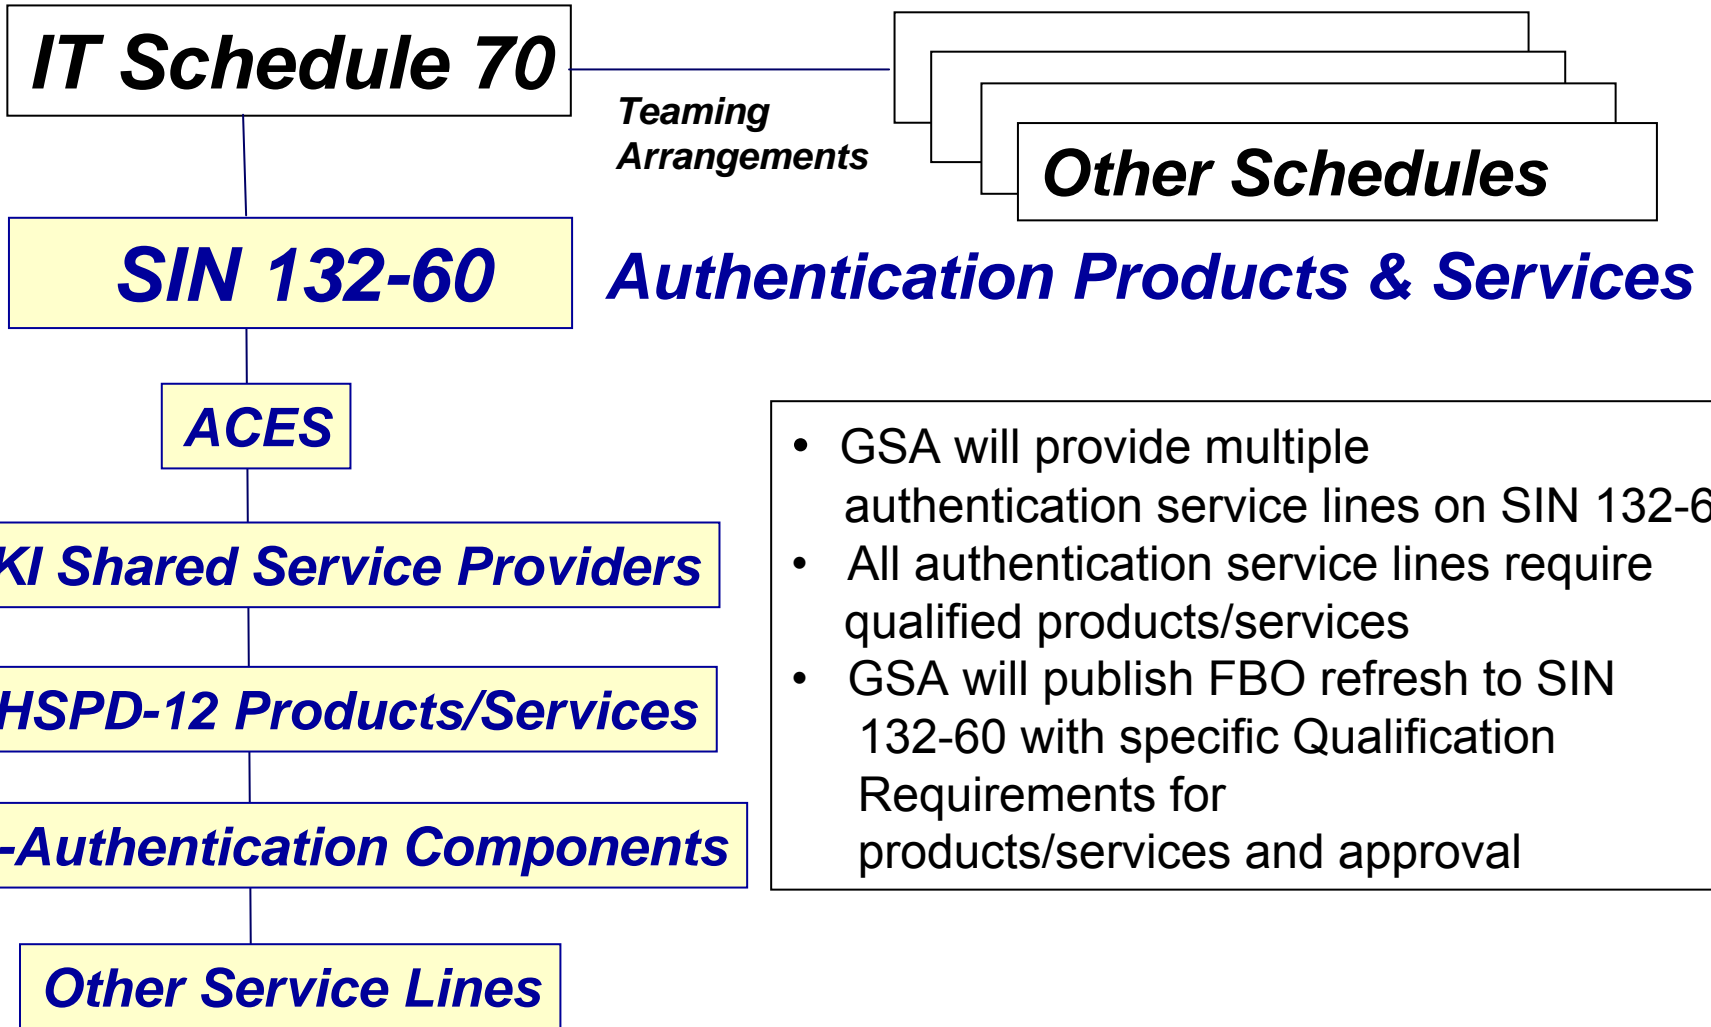 IT Schedule 70
Teaming
Arrangements
Other Schedules
SIN 132-60
Authentication Products & Services
ACES
KI Shared Service Providers
HSPD-12 Products/Services
-Authentication Components
Other Service Lines
• GSA will provide multiple
authentication service lines on SIN 132-6
• All authentication service lines require
qualified products/services
• GSA will publish FBO refresh to SIN
132-60 with specific Qualification
Requirements for
products/services and approval